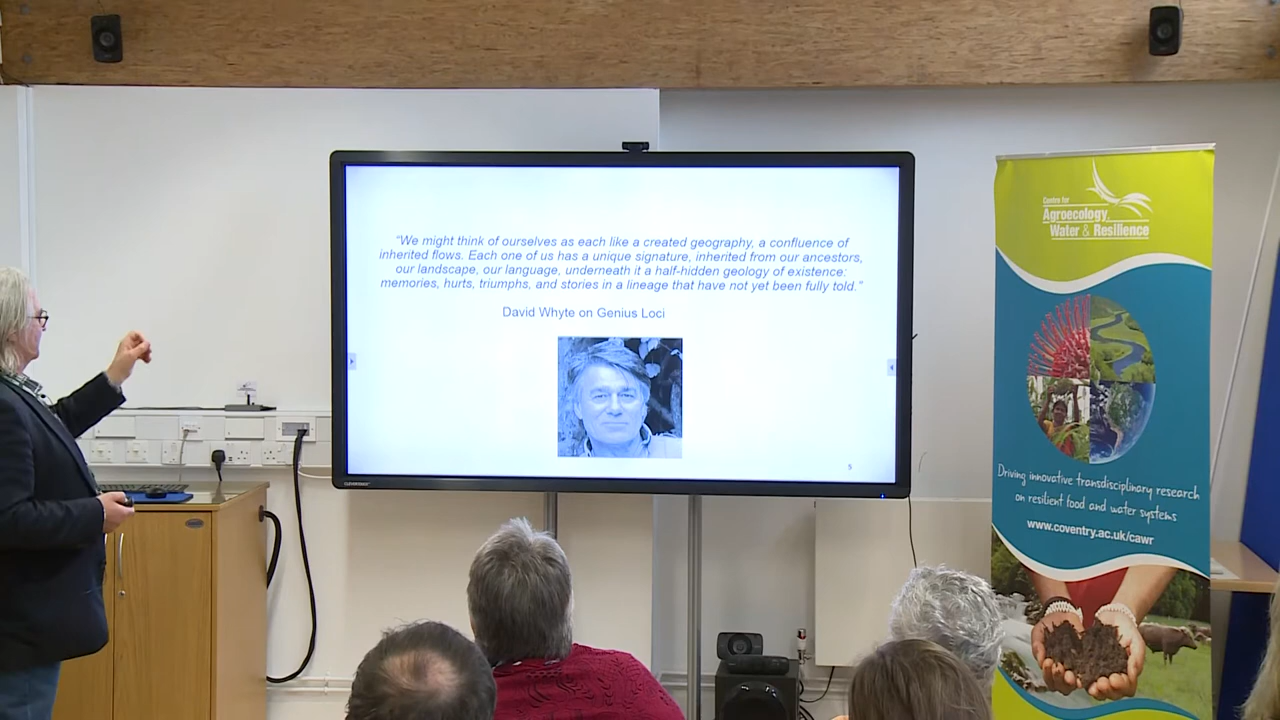 "We might think of ourselves as each like a created geography, a confluence of
inherited flows. Each one of us has a unique signature, inherited from our ancestors,
our landscape, our language, underneath it a half-hidden geology of existence:
memories, hurts, triumphs, and stories in a lineage that have not yet been fully told."
David Whyte on Genius Loci
5
Centre for
Agroecology,
Water & Resilience
Driving innovative transdisciplinary research
on resilient food and water systems
www.coventry.ac.uk/cawr